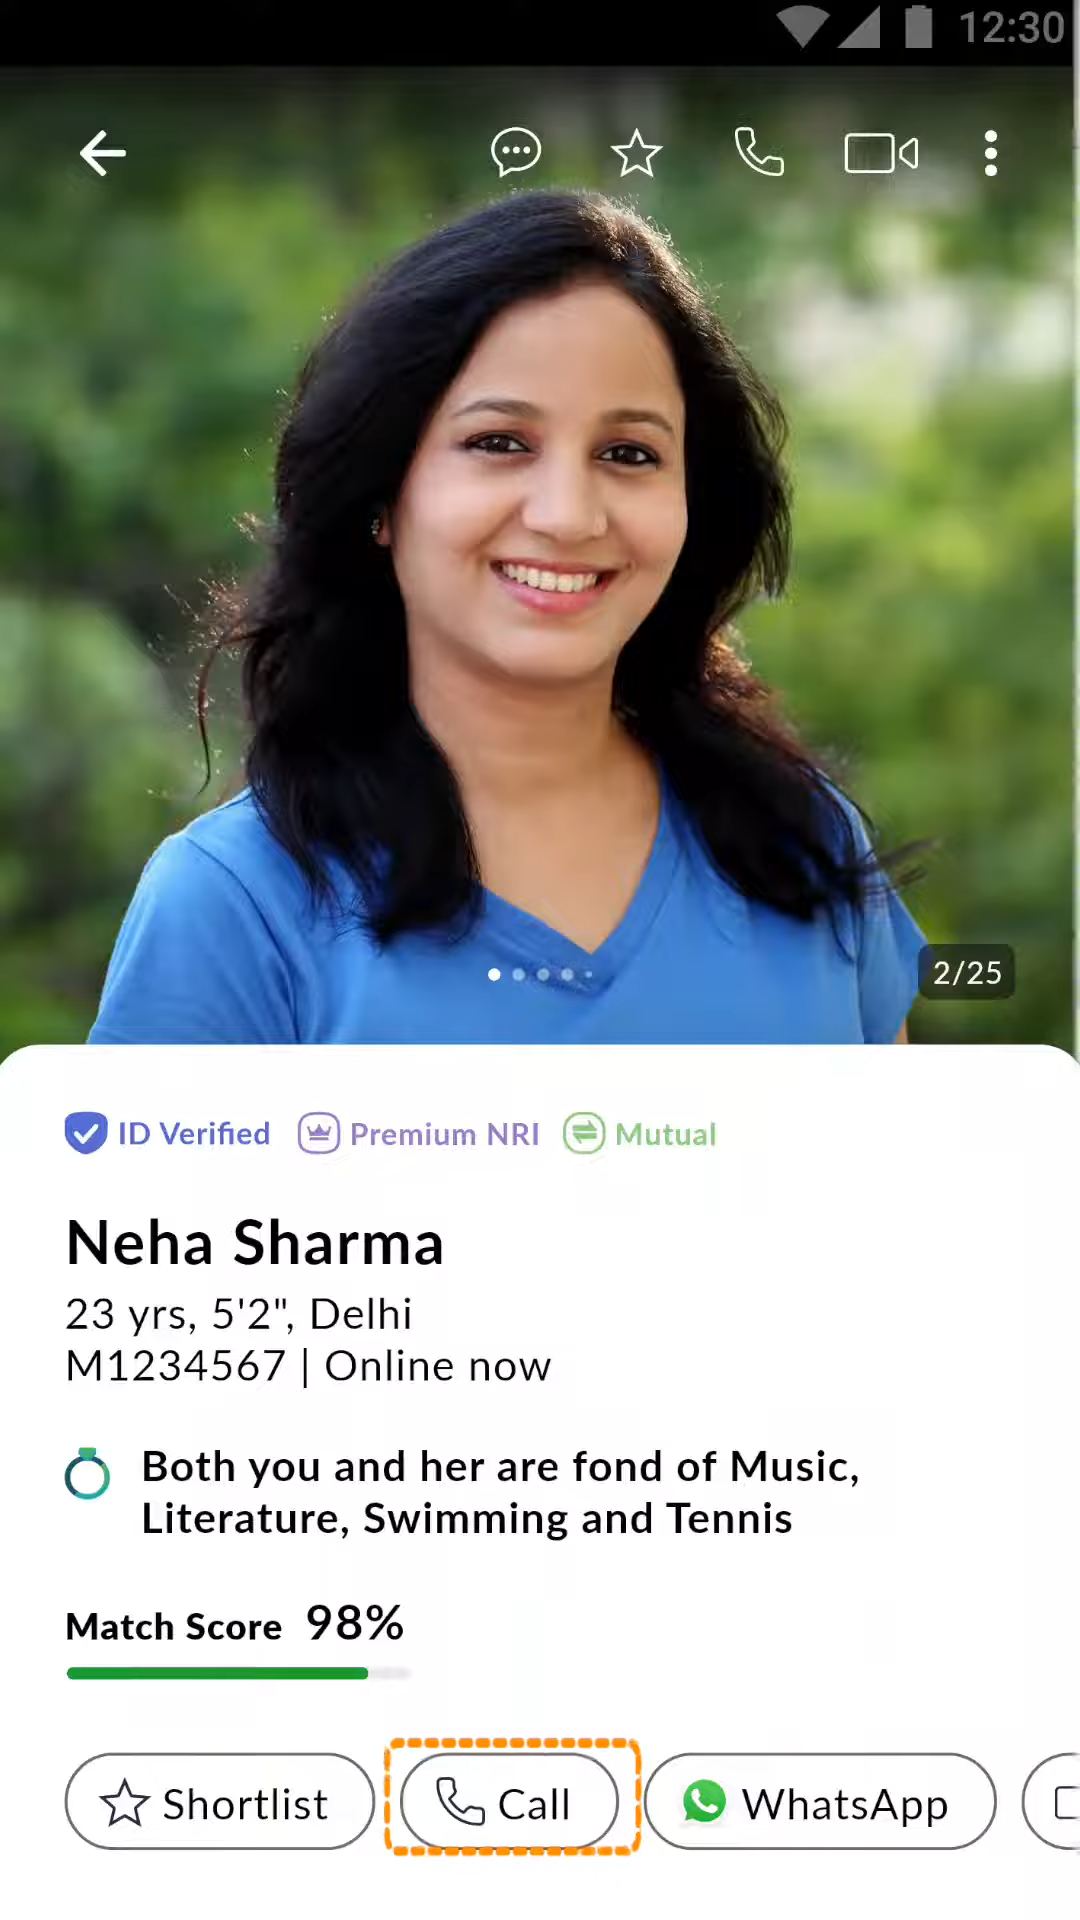 12:30
2/25
ID Verified Premium NRI Mutual
Neha Sharma
23 yrs, 5'2", Delhi
M1234567 | Online now
Both you and her are fond of Music,
Literature, Swimming and Tennis
Match Score 98%
Shortlist Call WhatsApp